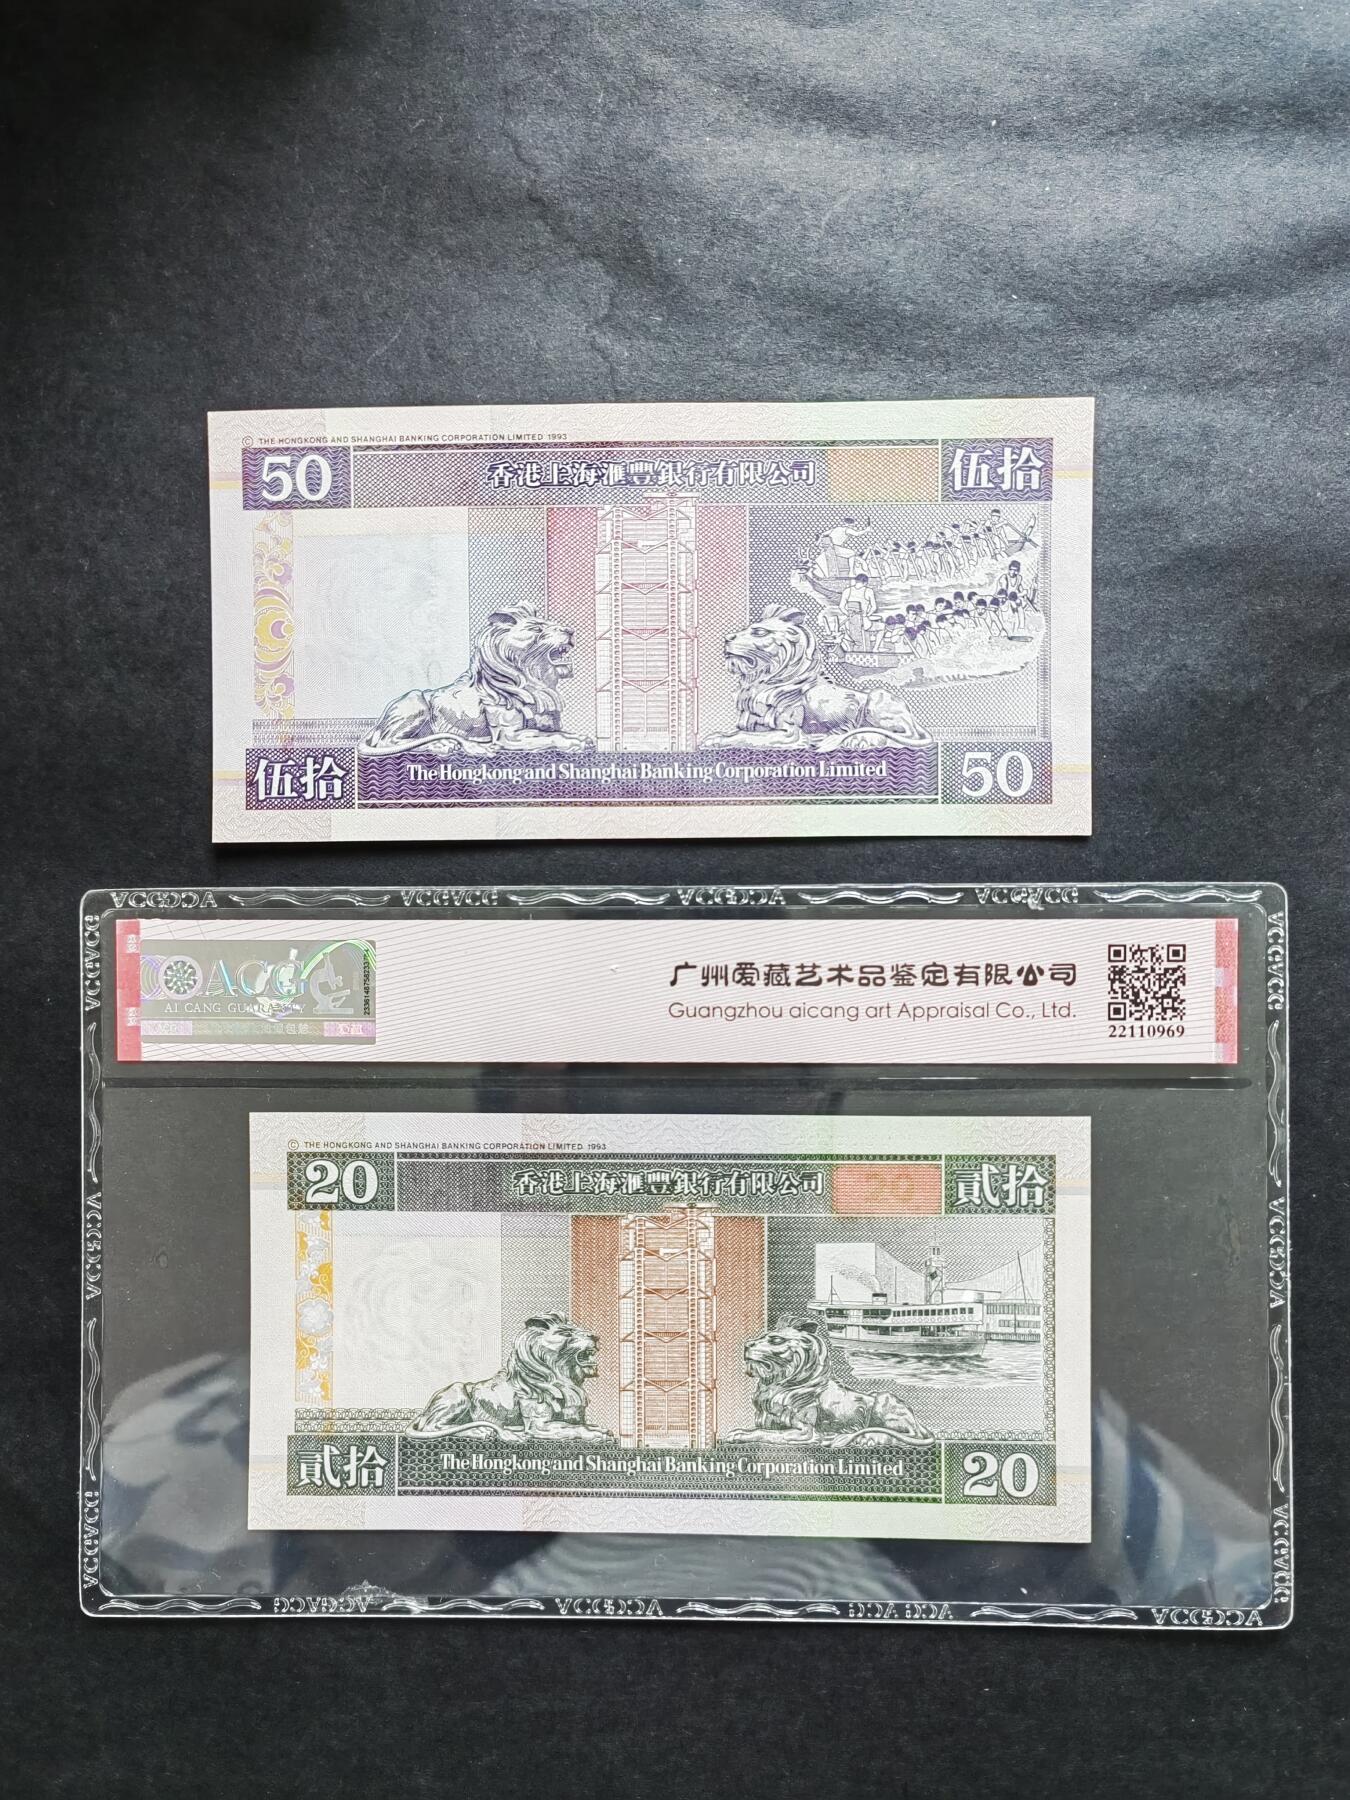 © THE HONGKONG AND SHANGHAI BANKING CORPORATION LIMITED 1993
50
香港上海滙豐銀行有限公司
伍拾
伍拾
The Hongkong and Shanghai Banking Corporation Limited
50
ACG
AI CANG GUARANTY
广州爱藏艺术品鉴定有限公司
Guangzhou aicang art Appraisal Co., Ltd.
22110969
© THE HONGKONG AND SHANGHAI BANKING CORPORATION LIMITED 1993
20
香港上海滙豐銀行有限公司
20
貳拾
貳拾
The Hongkong and Shanghai Banking Corporation Limited
20